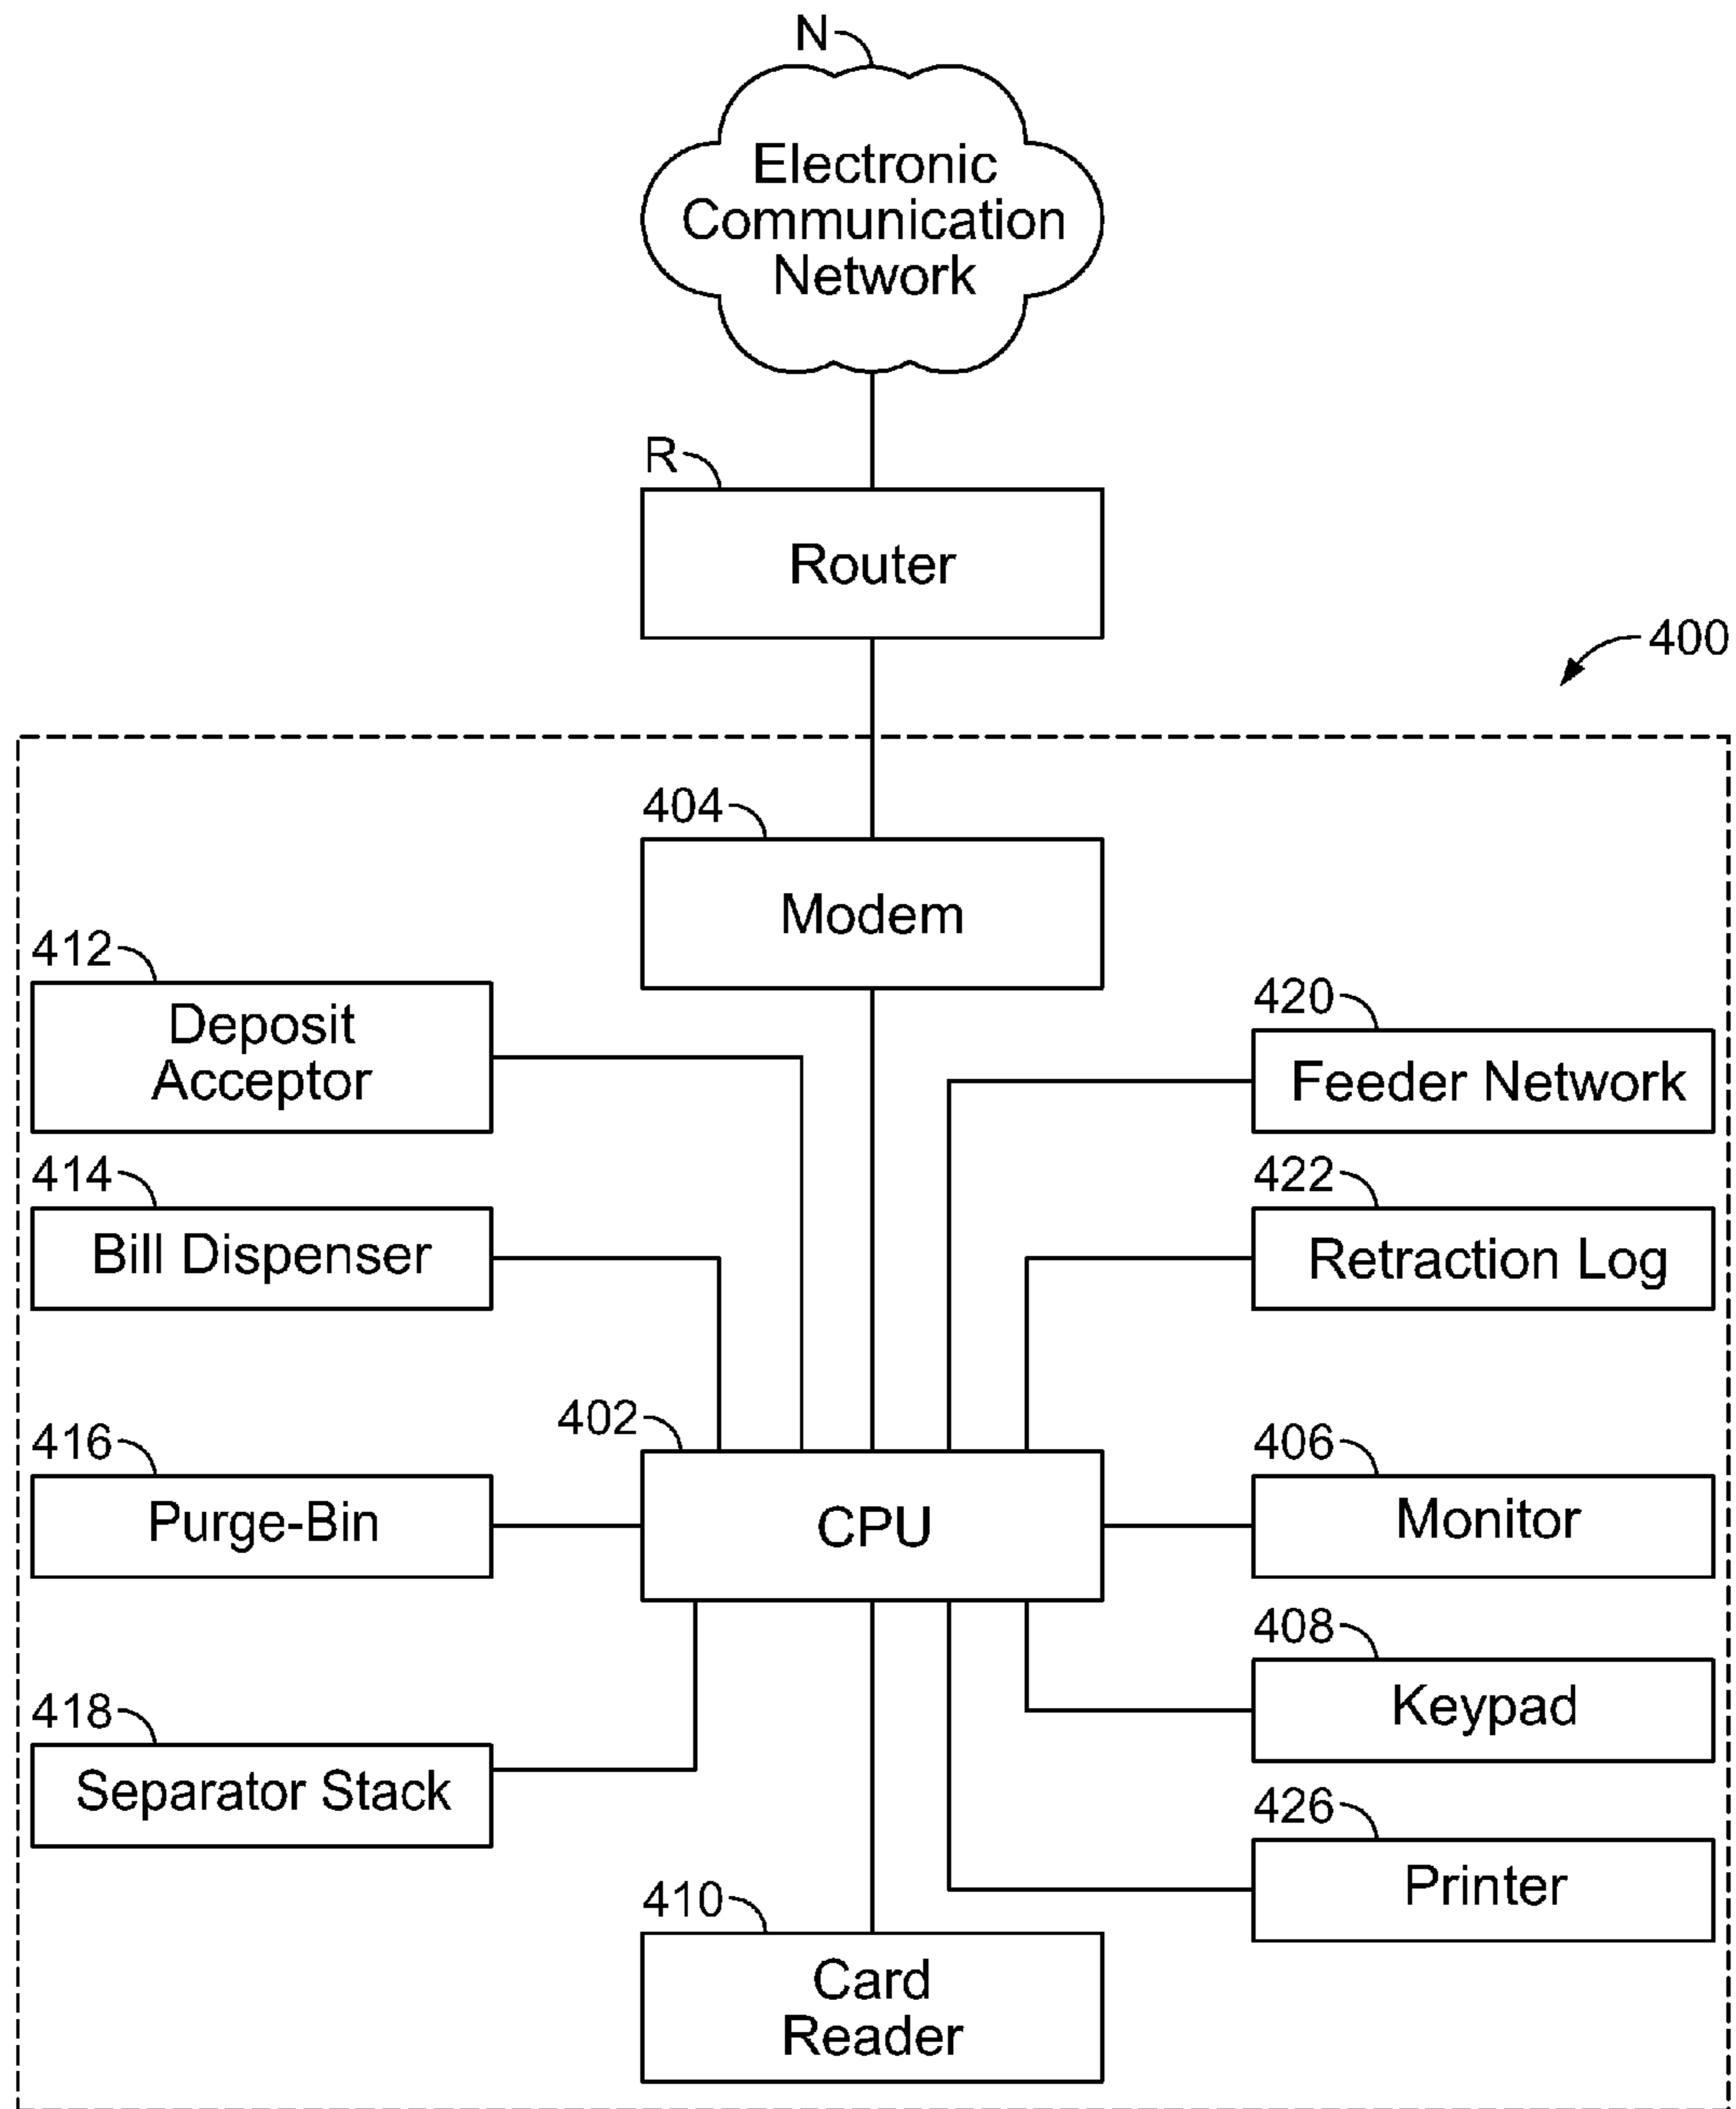 N
Electronic
Communication
Network
R
Router
400
404
Modem
412
Deposit
Acceptor
420
Feeder Network
414
Bill Dispenser
422
Retraction Log
402
CPU
416
Purge-Bin
406
Monitor
408
Keypad
418
Separator Stack
426
Printer
410
Card
Reader